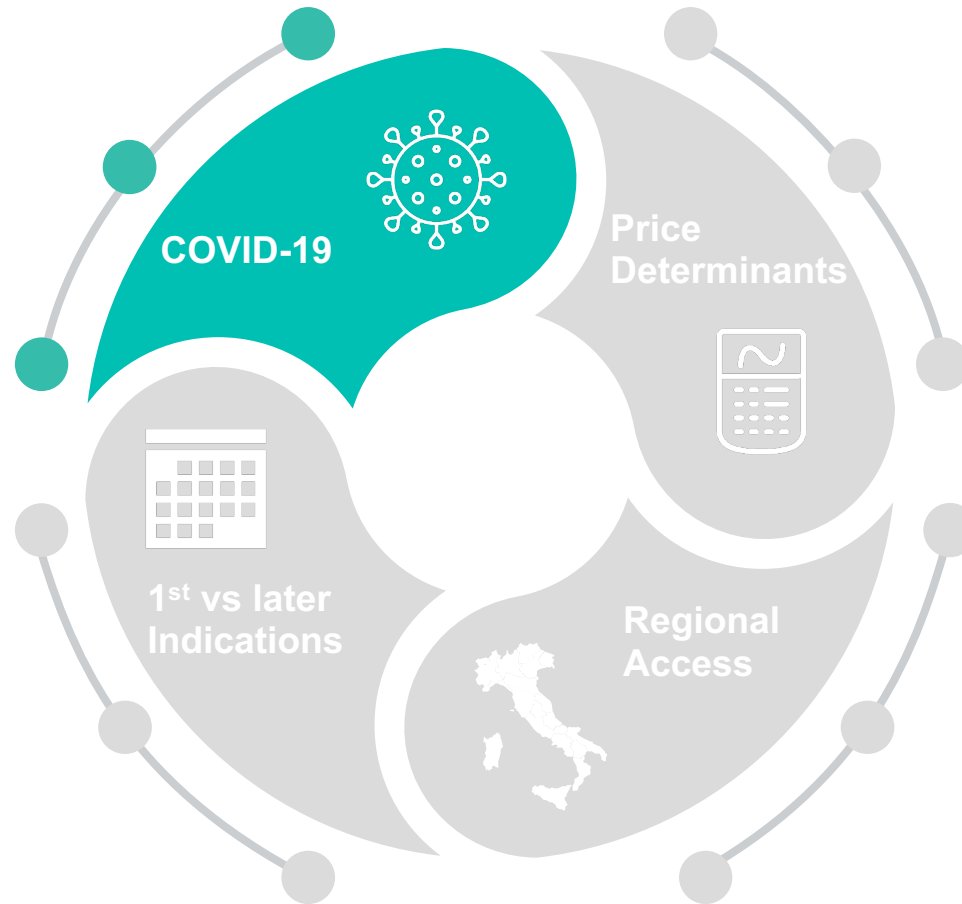 COVID-19
Price
Determinants
1st vs later
Indications
Regional
Access